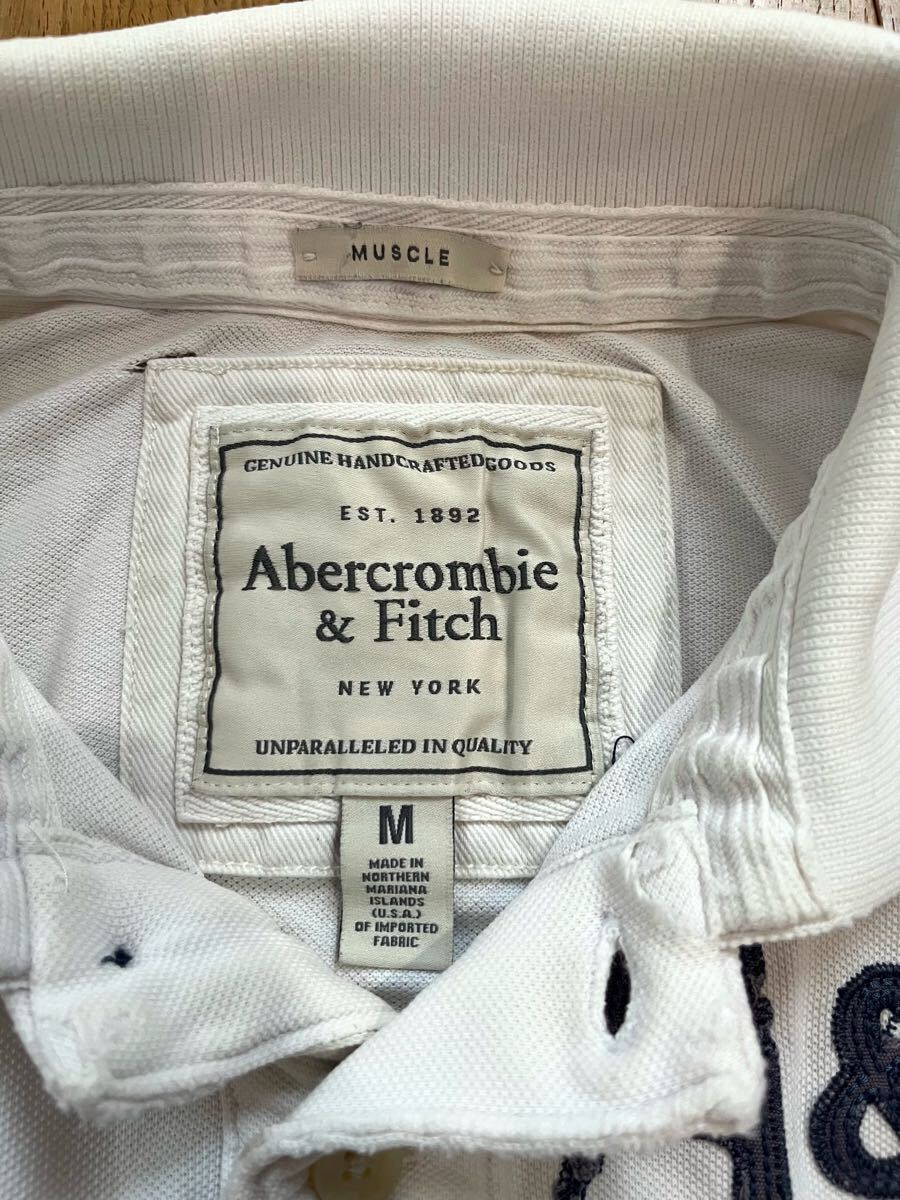 MUSCLE
GENUINE HANDCRAFTED GOODS
EST. 1892
Abercrombie
& Fitch
NEW YORK
UNPARALLELED IN QUALITY
M
MADE IN
NORTHERN
MARIANA
ISLANDS
(U.S.A.)
OF IMPORTED
FABRIC
&